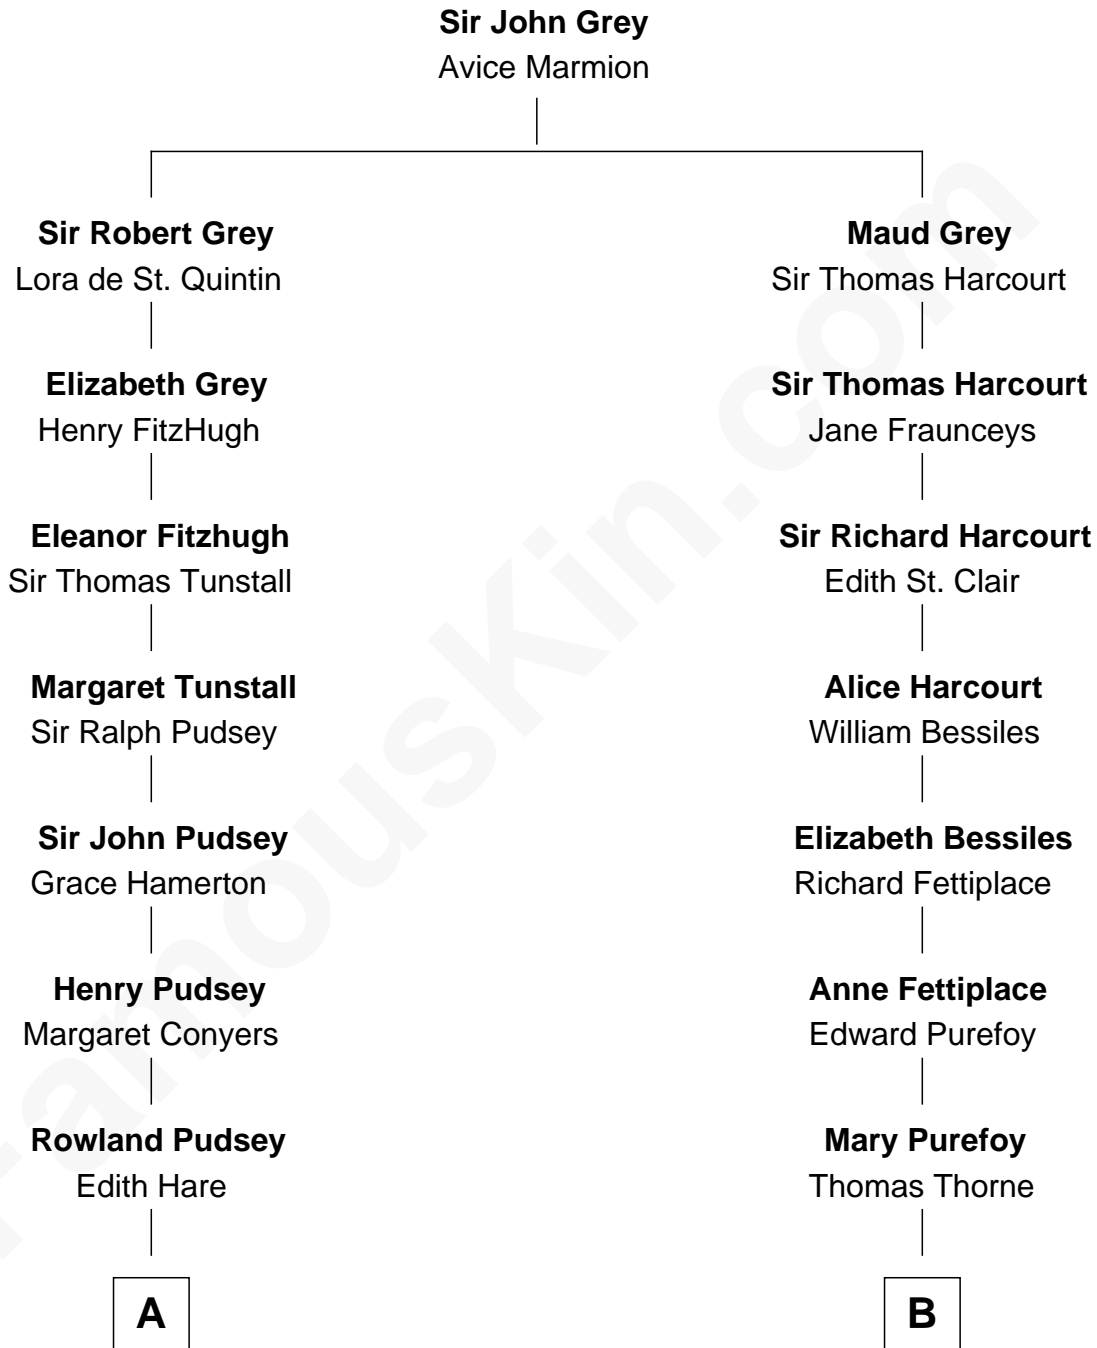 Sir John Grey
Avice Marmion
Sir Robert Grey
Lora de St. Quintin
Maud Grey
Sir Thomas Harcourt
Elizabeth Grey
Henry FitzHugh
Sir Thomas Harcourt
Jane Fraunceys
Eleanor Fitzhugh
Sir Thomas Tunstall
Sir Richard Harcourt
Edith St. Clair
Margaret Tunstall
Sir Ralph Pudsey
Alice Harcourt
William Bessiles
Sir John Pudsey
Grace Hamerton
Elizabeth Bessiles
Richard Fettiplace
Henry Pudsey
Margaret Conyers
Anne Fettiplace
Edward Purefoy
Rowland Pudsey
Edith Hare
Mary Purefoy
Thomas Thorne
A
B
FamousKin.com